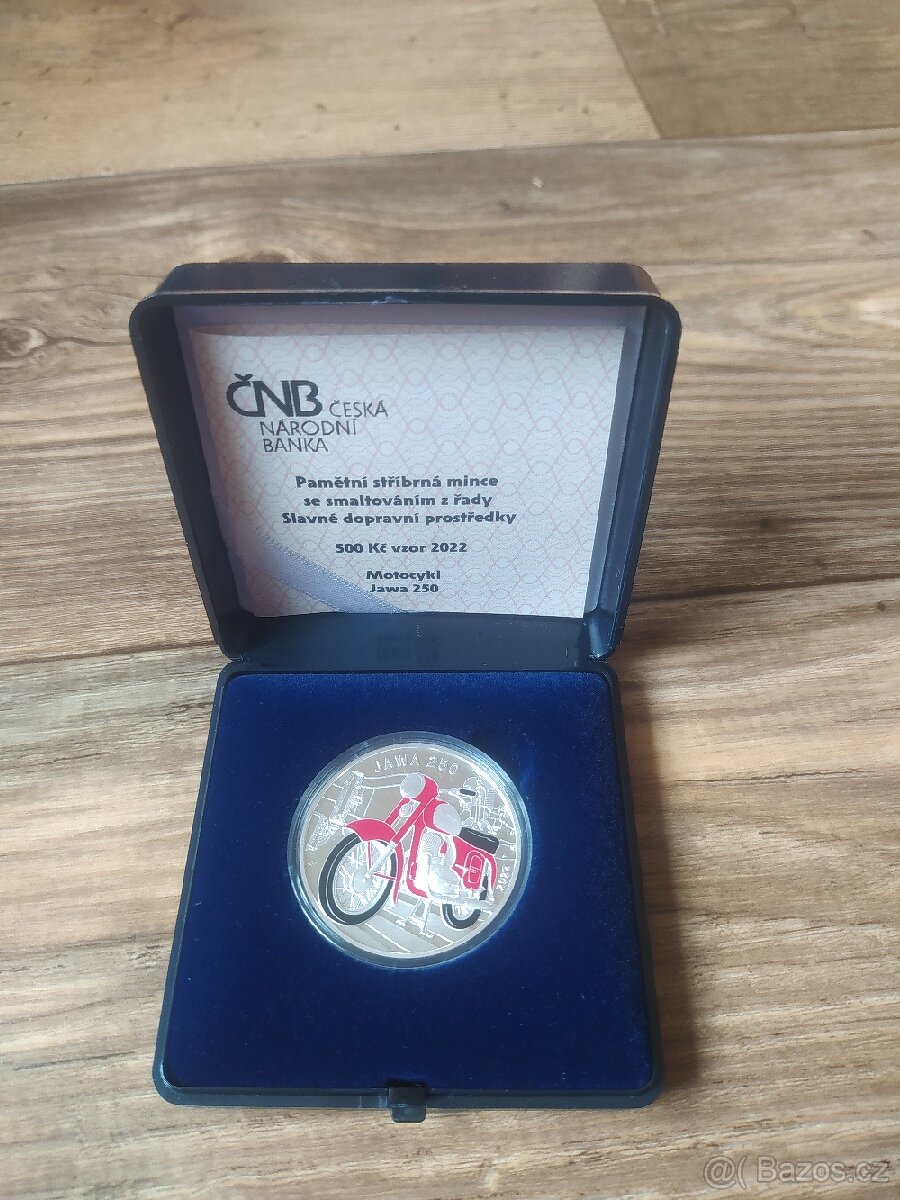 ČNB ČESKÁ
NÁRODNÍ
BANKA
Pamětní stříbrná mince
se smaltováním z řady
Slavné dopravní prostředky
500 Kč vzor 2022
Motocykl
Jawa 250
JAWA 250
2022
@( Bazos.cz